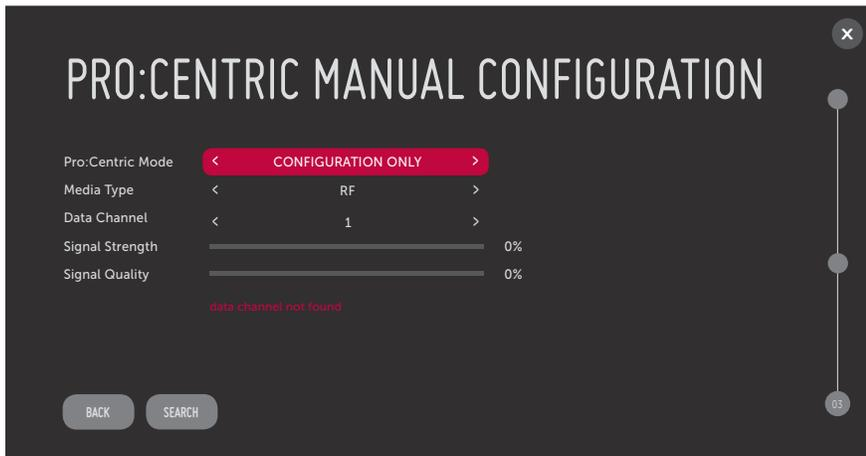 X
PRO:CENTRIC MANUAL CONFIGURATION
Pro:Centric Mode < CONFIGURATION ONLY >
Media Type < RF >
Data Channel < 1 >
Signal Strength 0%
Signal Quality 0%
data channel not found
BACK SEARCH 03